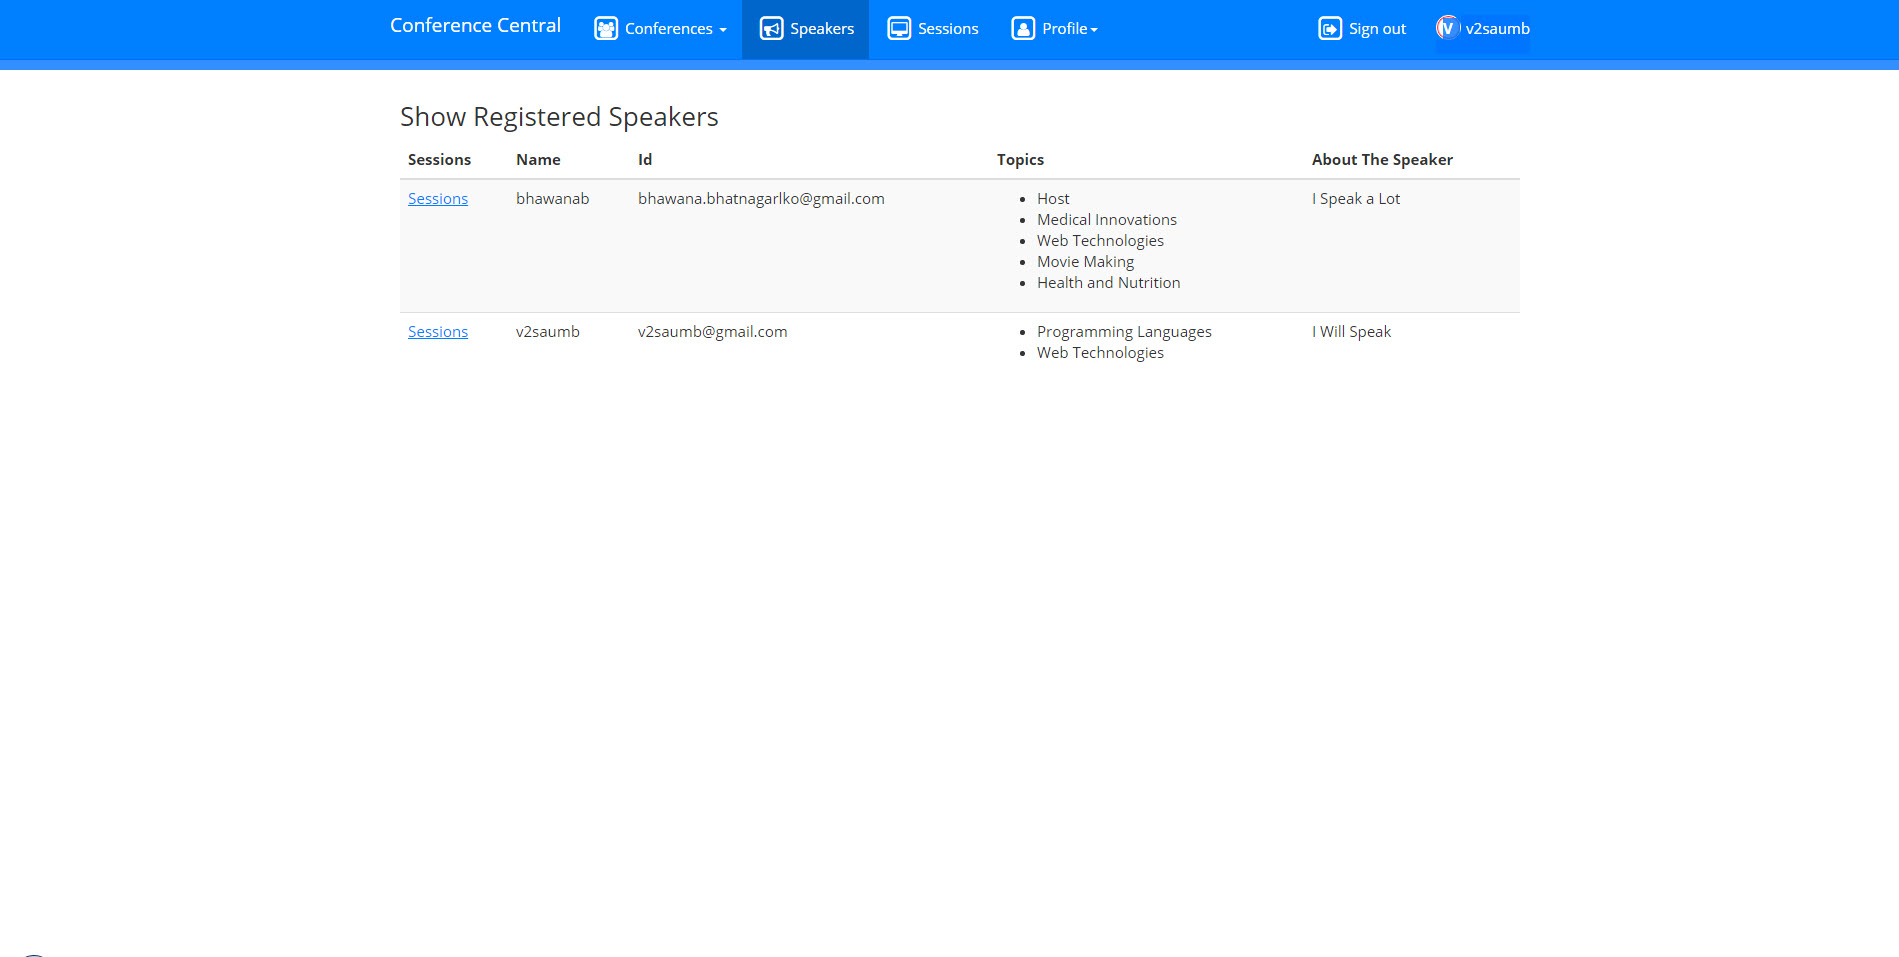 Conference Central Conferences Speakers Sessions Profile Sign out v2saumb
Show Registered Speakers
Sessions Name Id Topics About The Speaker
Sessions bhawanab bhawana.bhatnagarlko@gmail.com Host I Speak a Lot
Medical Innovations
Web Technologies
Movie Making
Health and Nutrition
Sessions v2saumb v2saumb@gmail.com Programming Languages I Will Speak
Web Technologies